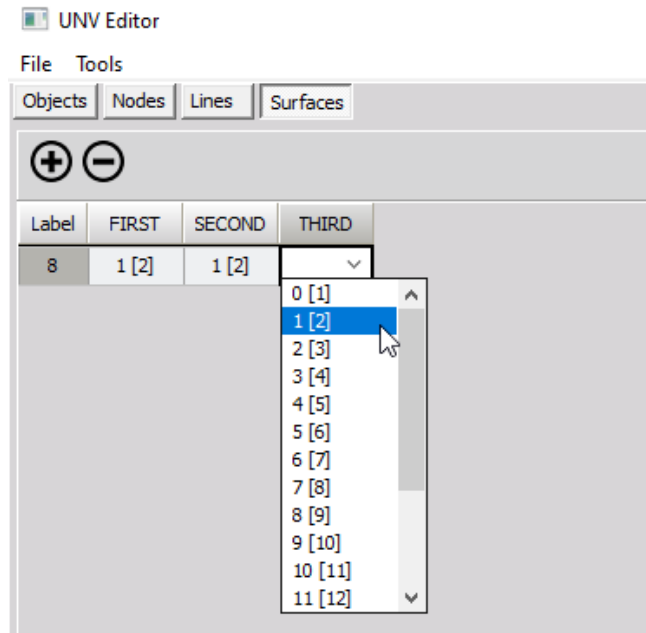 UNV Editor
File Tools
Objects Nodes Lines Surfaces
Label FIRST SECOND THIRD
8 1 [2] 1 [2]
0 [1]
1 [2]
2 [3]
3 [4]
4 [5]
5 [6]
6 [7]
7 [8]
8 [9]
9 [10]
10 [11]
11 [12]